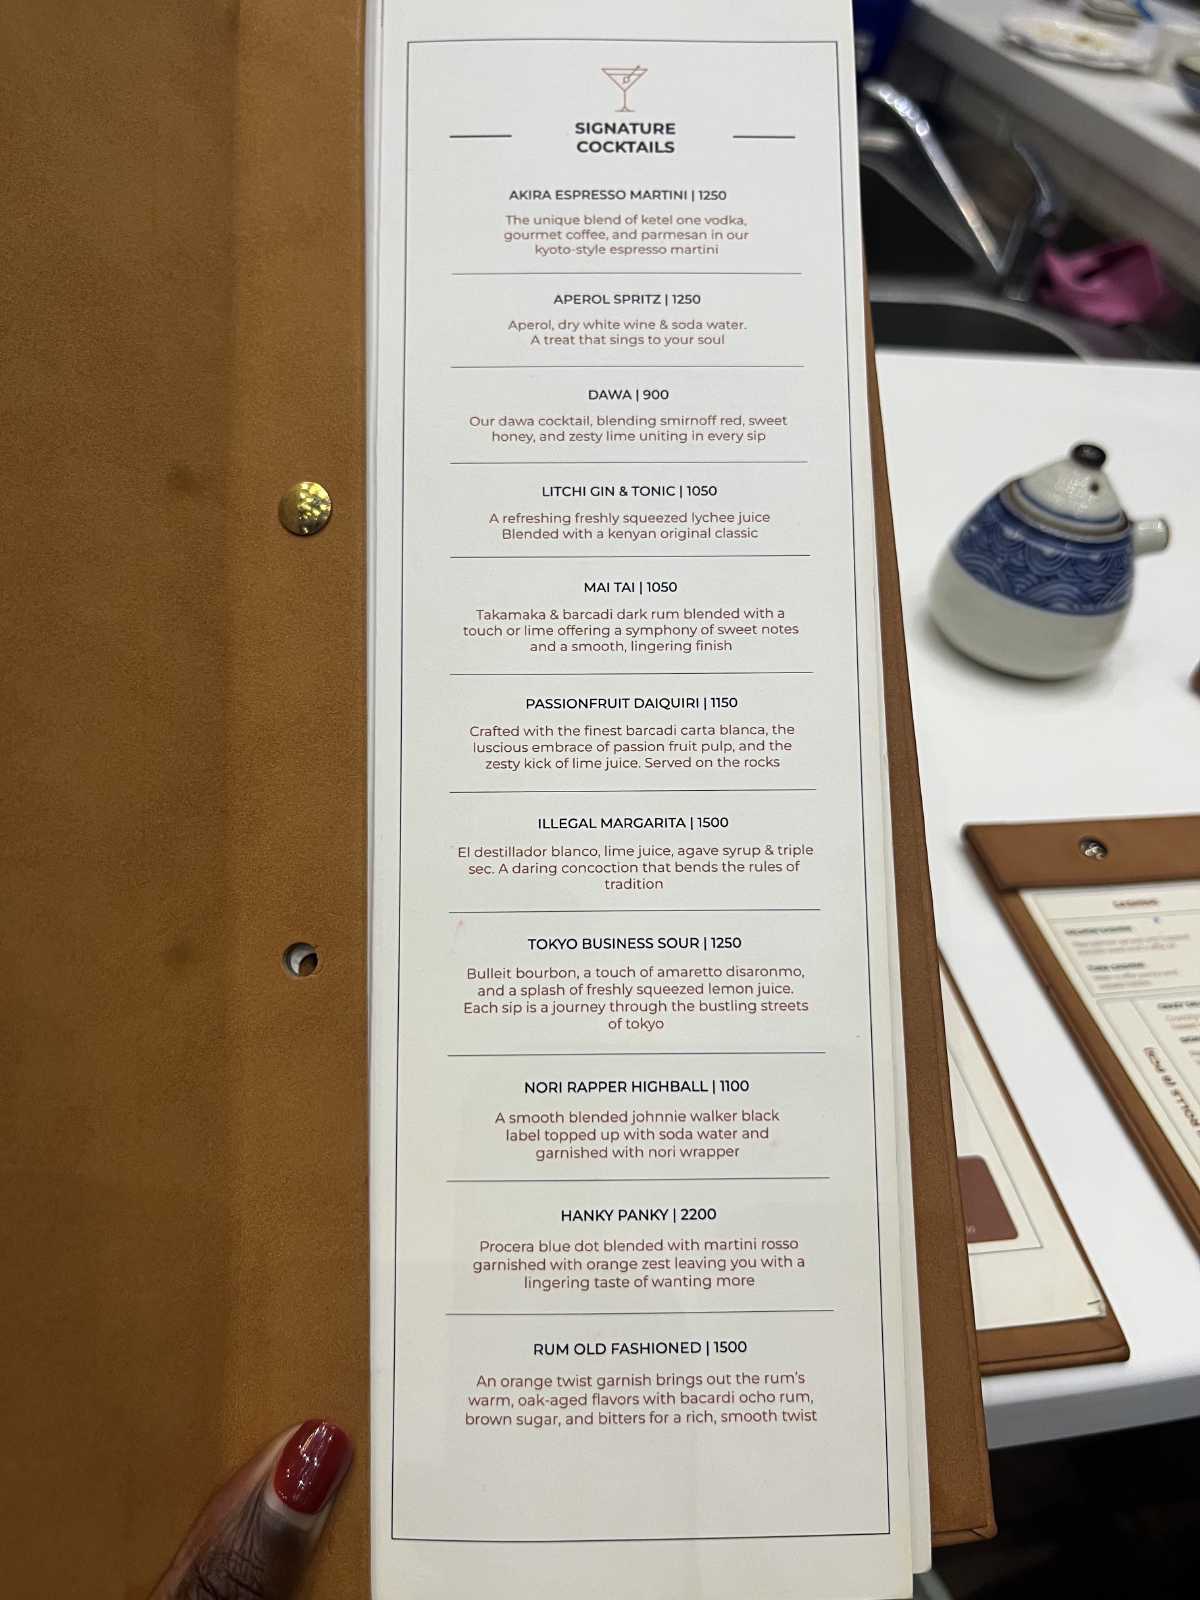 SIGNATURE
COCKTAILS
AKIRA ESPRESSO MARTINI | 1250
The unique blend of ketel one vodka,
gourmet coffee, and parmesan in our
kyoto-style espresso martini
APEROL SPRITZ | 1250
Aperol, dry white wine & soda water.
A treat that sings to your soul
DAWA | 900
Our dawa cocktail, blending smirnoff red, sweet
honey, and zesty lime uniting in every sip
LITCHI GIN & TONIC | 1050
A refreshing freshly squeezed lychee juice
Blended with a kenyan original classic
MAI TAI | 1050
Takamaka & barcadi dark rum blended with a
touch or lime offering a symphony of sweet notes
and a smooth, lingering finish
PASSIONFRUIT DAIQUIRI | 1150
Crafted with the finest barcadi carta blanca, the
luscious embrace of passion fruit pulp, and the
zesty kick of lime juice. Served on the rocks
ILLEGAL MARGARITA | 1500
El destillador blanco, lime juice, agave syrup & triple
sec. A daring concoction that bends the rules of
tradition
TOKYO BUSINESS SOUR | 1250
Bulleit bourbon, a touch of amaretto disaronmo,
and a splash of freshly squeezed lemon juice.
Each sip is a journey through the bustling streets
of tokyo
NORI RAPPER HIGHBALL | 1100
A smooth blended johnnie walker black
label topped up with soda water and
garnished with nori wrapper
HANKY PANKY | 2200
Procera blue dot blended with martini rosso
garnished with orange zest leaving you with a
lingering taste of wanting more
RUM OLD FASHIONED | 1500
An orange twist garnish brings out the rum's
warm, oak-aged flavors with bacardi ocho rum,
brown sugar, and bitters for a rich, smooth twist